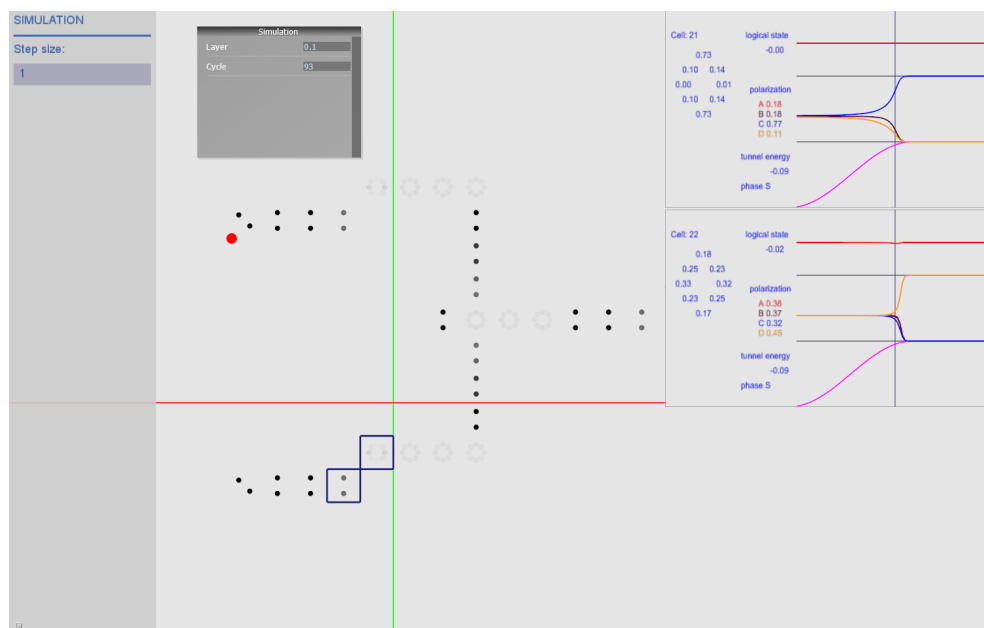 SIMULATION
Step size:
1
Simulation
Layer 0.1
Cycle 93
Cell: 21 logical state
-0.00
0.73
0.10 0.14
0.00 0.01
0.10 0.14
0.73
polarization
A 0.18
B 0.18
C 0.77
D 0.11
tunnel energy
-0.09
phase S
Cell: 22 logical state
-0.02
0.18
0.25 0.23
0.33 0.32
0.23 0.25
0.17
polarization
A 0.38
B 0.37
C 0.32
D 0.45
tunnel energy
-0.09
phase S